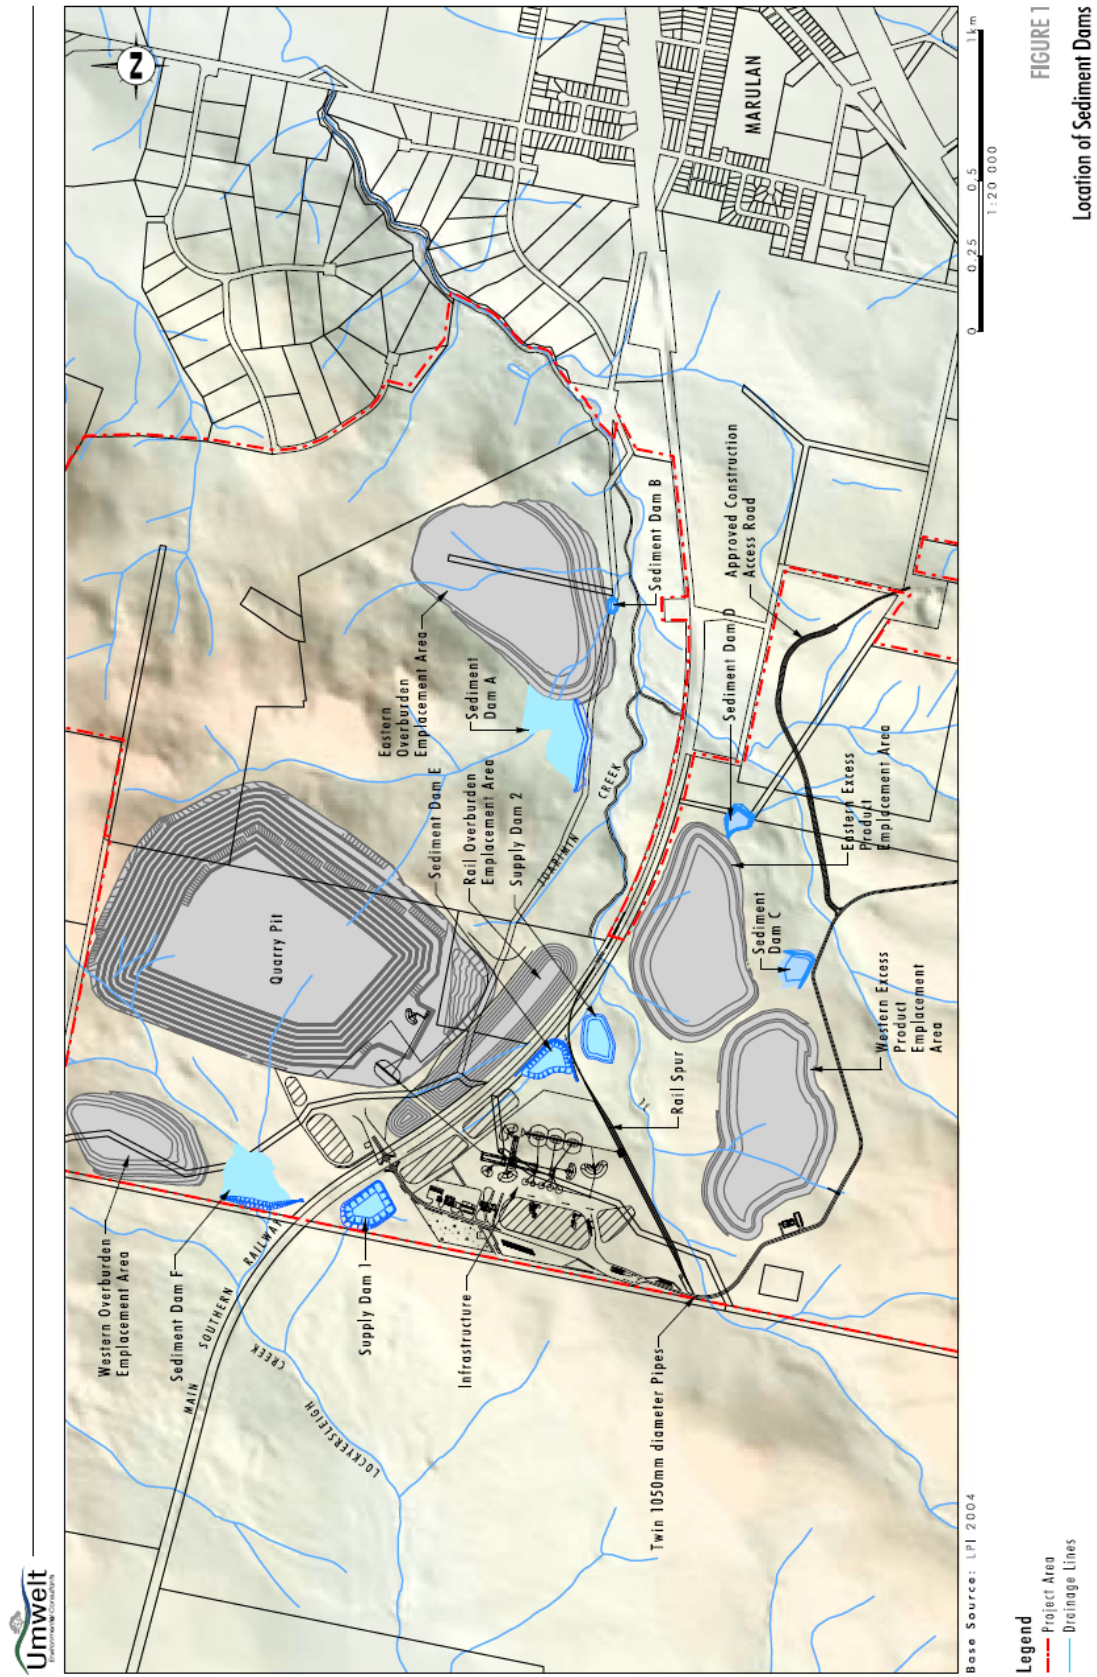 Umwelt
Environmental Consultants
N
MARULAN
Quarry Pit
Western Overburden
Emplacement Area
Sediment Dam F
MAIN SOUTHERN RAILWAY
LOCKYERSLEIGH CREEK
Supply Dam 1
Infrastructure
Twin 1050mm diameter Pipes
Eastern
Overburden
Emplacement Area
Sediment Dam E
Rail Overburden
Emplacement Area
Supply Dam 2
Sediment
Dam A
JOARIMIN CREEK
Sediment Dam B
Approved Construction
Access Road
Sediment Dam D
Eastern Excess
Product
Emplacement Area
Sediment
Dam C
Western Excess
Product
Emplacement
Area
Rail Spur
Base Source: LPI 2004
0 0.25 0.5 1km
1:20 000
Legend
Project Area
Drainage Lines
FIGURE 1
Location of Sediment Dams